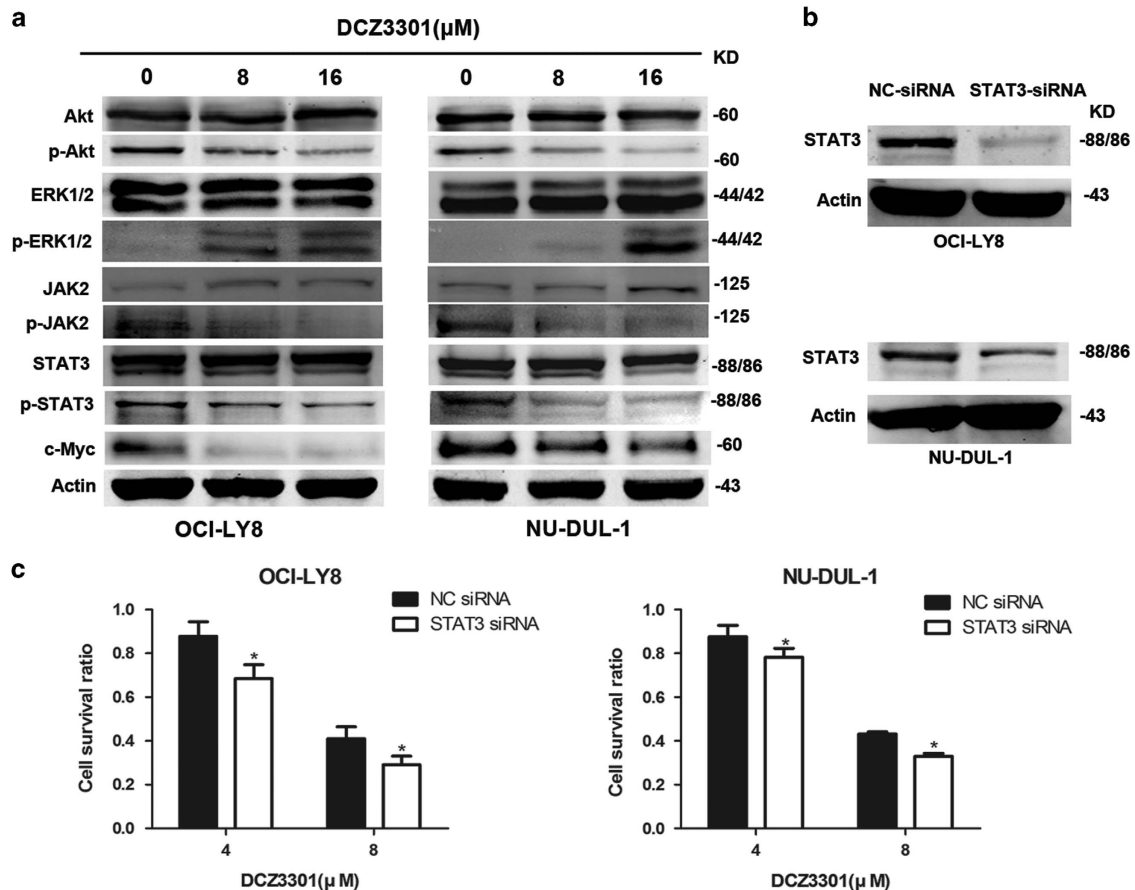 a
DCZ3301(µM)
0 8 16 0 8 16 KD
Akt -60
p-Akt -60
ERK1/2 -44/42
p-ERK1/2 -44/42
JAK2 -125
p-JAK2 -125
STAT3 -88/86
p-STAT3 -88/86
c-Myc -60
Actin -43
OCI-LY8 NU-DUL-1
b
NC-siRNA STAT3-siRNA
KD
STAT3 -88/86
Actin -43
OCI-LY8
STAT3 -88/86
Actin -43
NU-DUL-1
c
OCI-LY8
NC siRNA
STAT3 siRNA
Cell survival ratio
1.0
0.8
0.6
0.4
0.2
0.0
* *
4 8
DCZ3301(µ M)
NU-DUL-1
NC siRNA
STAT3 siRNA
Cell survival ratio
1.0
0.8
0.6
0.4
0.2
0.0
* *
4 8
DCZ3301(µ M)